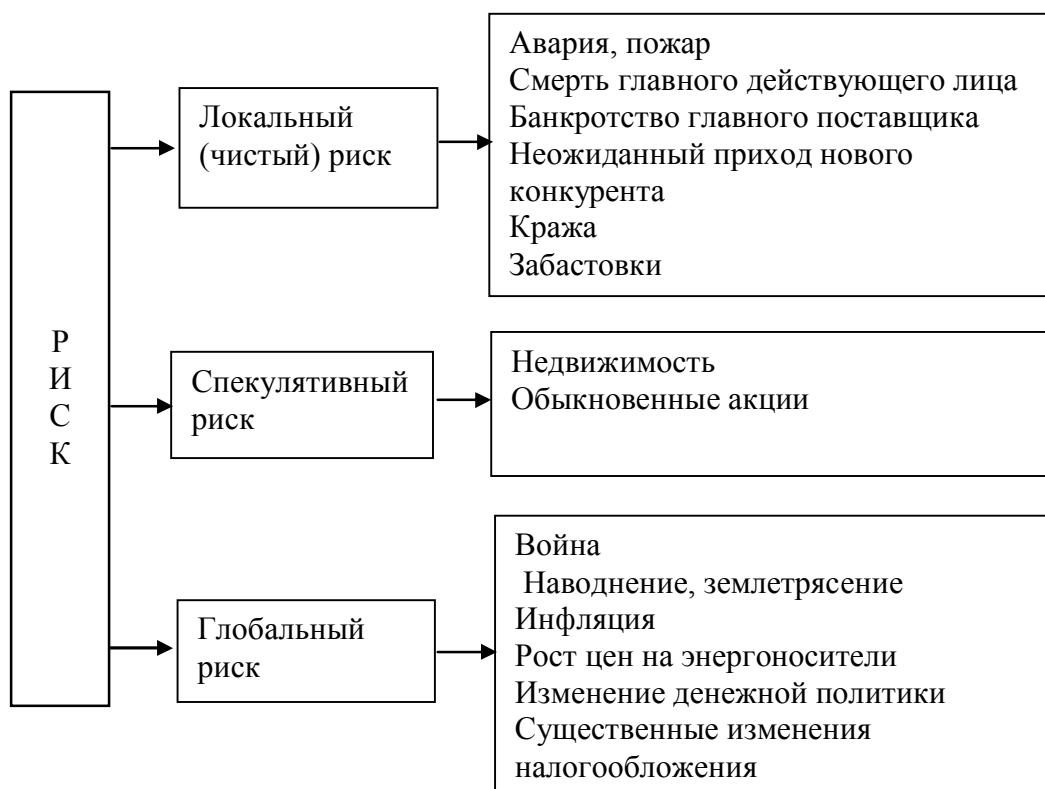 Р
И
С
К
Локальный
(чистый) риск
Авария, пожар
Смерть главного действующего лица
Банкротство главного поставщика
Неожиданный приход нового
конкурента
Кража
Забастовки
Спекулятивный
риск
Недвижимость
Обыкновенные акции
Глобальный
риск
Война
Наводнение, землетрясение
Инфляция
Рост цен на энергоносители
Изменение денежной политики
Существенные изменения
налогообложения